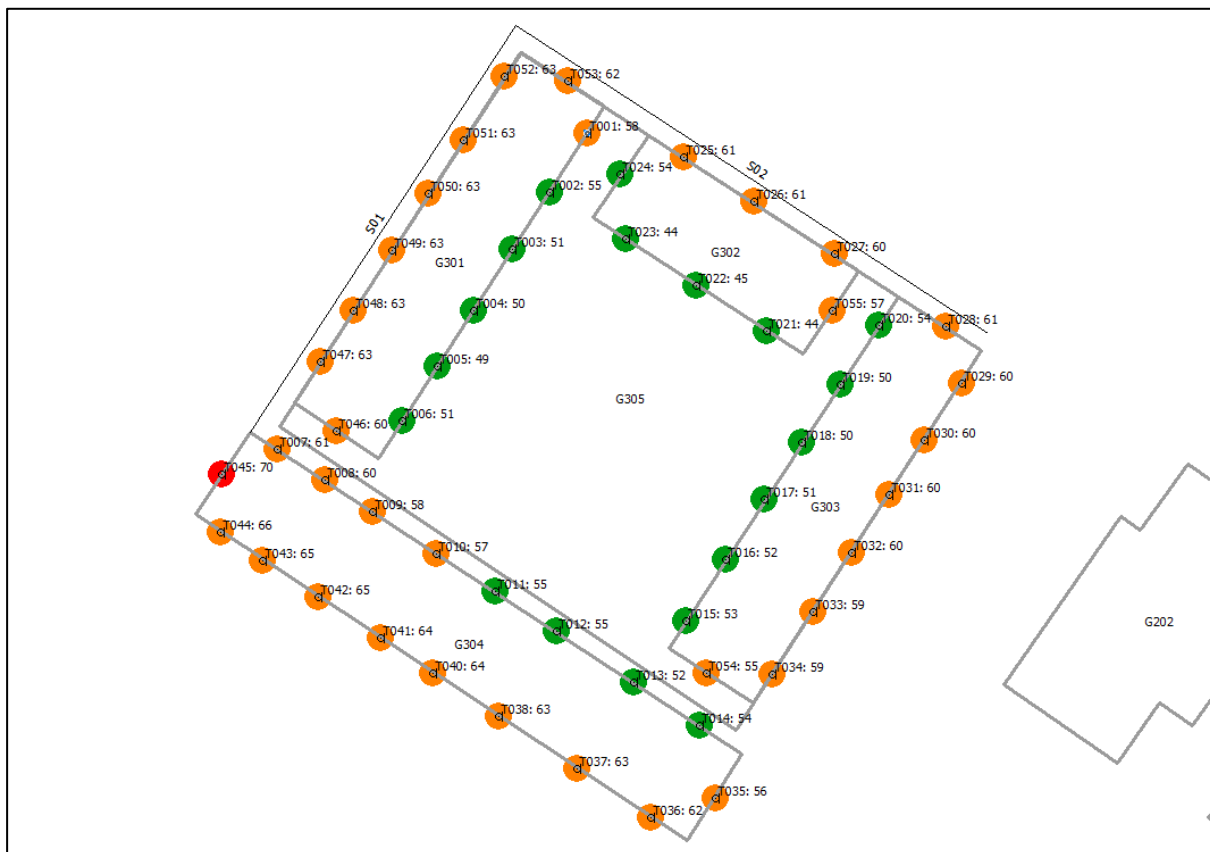 T052: 63
T053: 62
T001: 58
T051: 63
T025: 61
S02
T024: 54
T002: 55
T050: 63
T026: 61
S01
T023: 44
T003: 51
T049: 63
G301
G302
T027: 60
T022: 45
T004: 50
T048: 63
T055: 57
T021: 44
T020: 54
T028: 61
T047: 63
T005: 49
T019: 50
T029: 60
G305
T006: 51
T046: 60
T007: 61
T018: 50
T030: 60
T045: 70
T008: 60
T017: 51
T031: 60
G303
T009: 58
T044: 66
T010: 57
T016: 52
T032: 60
T043: 65
T011: 55
T042: 65
T012: 55
T015: 53
T033: 59
G202
T041: 64
G304
T040: 64
T013: 52
T054: 55
T034: 59
T038: 63
T014: 54
T037: 63
T035: 56
T036: 62